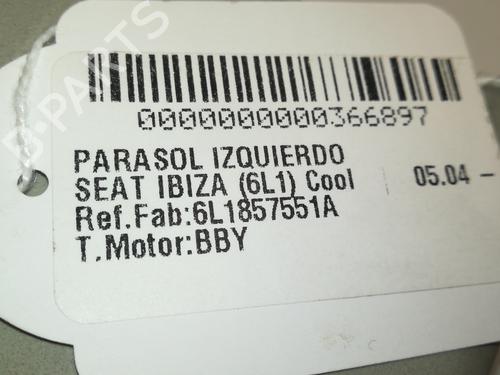 B-PARTS
0000000000366897
PARASOL IZQUIERDO
SEAT IBIZA (6L1) Cool
05.04 -
Ref.Fab:6L1857551A
T.Motor:BBY